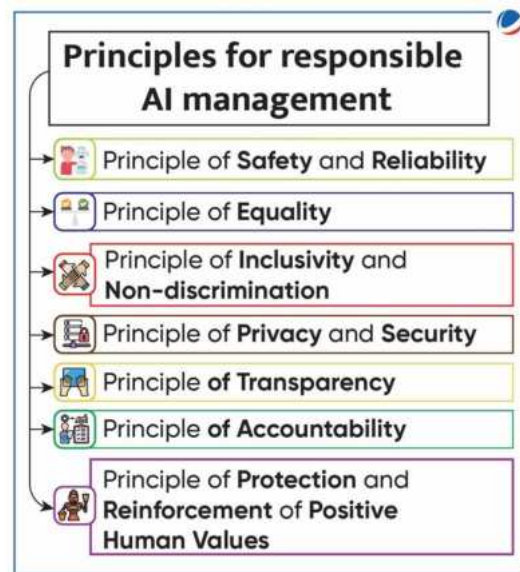 Principles for responsible
AI management
Principle of Safety and Reliability
Principle of Equality
Principle of Inclusivity and
Non-discrimination
Principle of Privacy and Security
Principle of Transparency
Principle of Accountability
Principle of Protection and
Reinforcement of Positive
Human Values